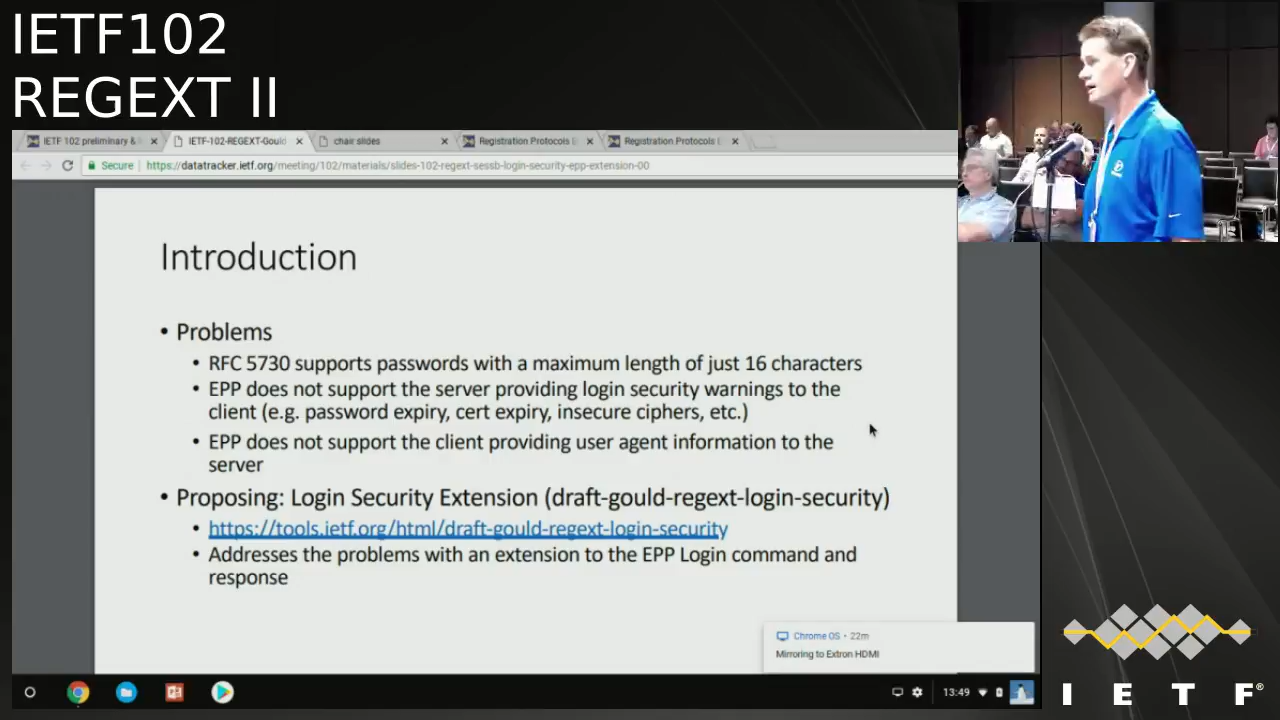 IETF102
REGEXT II
IETF 102 preliminary &
IETF-102-REGEXT-Gould
chair slides
Registration Protocols E
Registration Protocols E
Secure
https://datatracker.ietf.org/meeting/102/materials/slides-102-regext-sessb-login-security-epp-extension-00
Introduction
• Problems
• RFC 5730 supports passwords with a maximum length of just 16 characters
• EPP does not support the server providing login security warnings to the
client (e.g. password expiry, cert expiry, insecure ciphers, etc.)
• EPP does not support the client providing user agent information to the
server
• Proposing: Login Security Extension (draft-gould-regext-login-security)
• https://tools.ietf.org/html/draft-gould-regext-login-security
• Addresses the problems with an extension to the EPP Login command and
response
Chrome OS • 22m
Mirroring to Extron HDMI
13:49
I E T F®